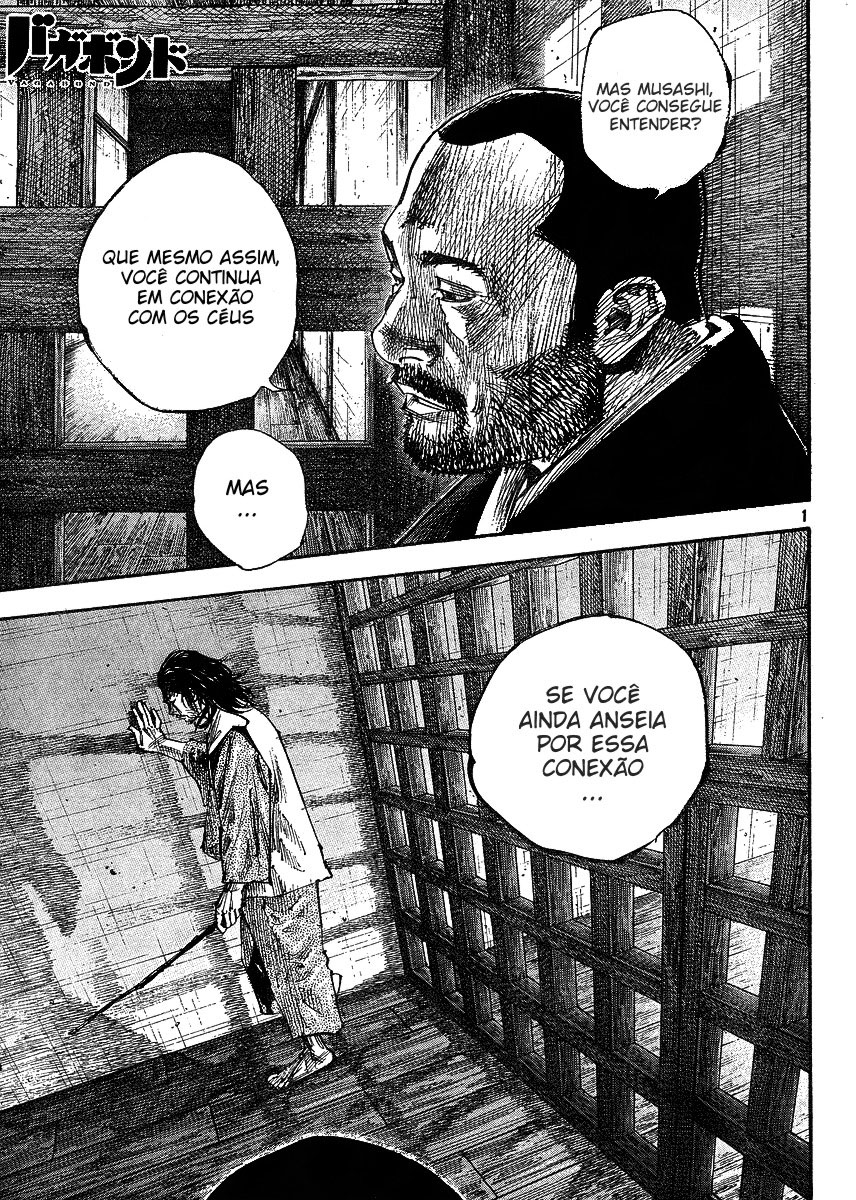 バガボンド
VAGABOND
MAS MUSASHI,
VOCÊ CONSEGUE
ENTENDER?
QUE MESMO ASSIM,
VOCÊ CONTINUA
EM CONEXÃO
COM OS CÉUS
MAS
...
1
SE VOCÊ
AINDA ANSEIA
POR ESSA
CONEXÃO
...